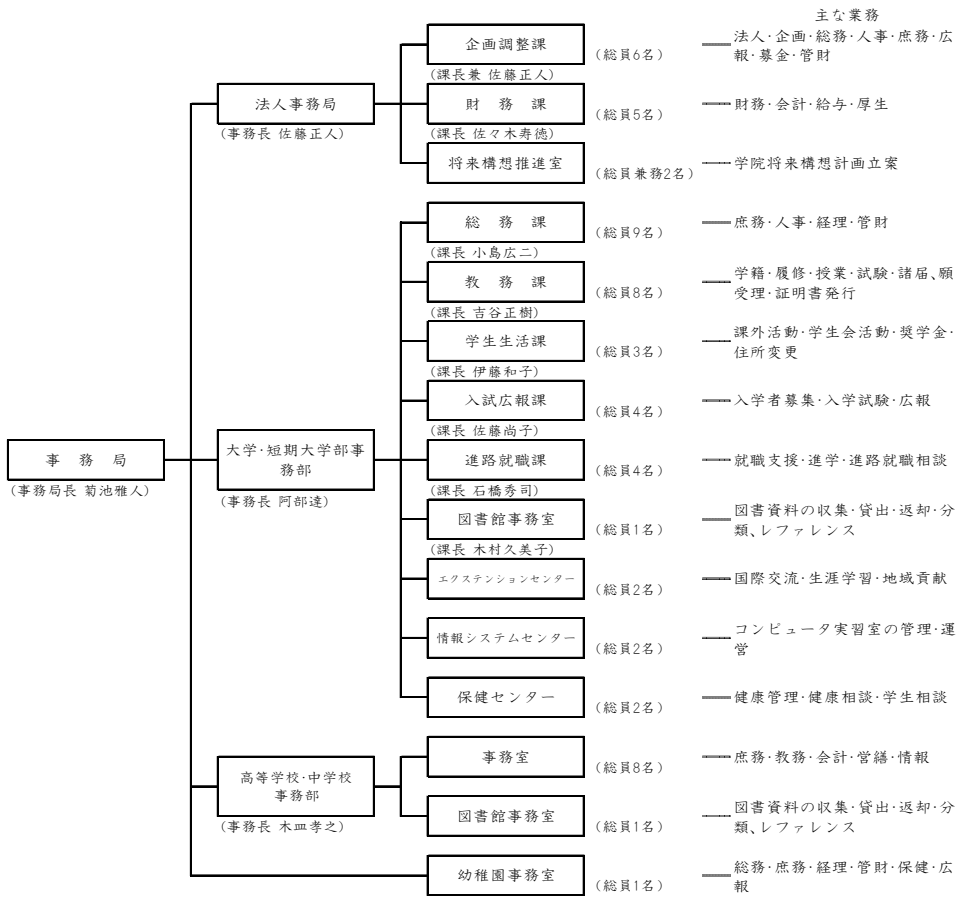 主な業務
企画調整課
(総員6名)
法人・企画・総務・人事・庶務・広
報・募金・管財
(課長兼 佐藤正人)
法人事務局
(事務長 佐藤正人)
財 務 課
(総員5名)
財務・会計・給与・厚生
(課長 佐々木寿徳)
将来構想推進室
(総員兼務2名)
学院将来構想計画立案
総 務 課
(総員9名)
庶務・人事・経理・管財
(課長 小島広二)
教 務 課
(総員8名)
学籍・履修・授業・試験・諸届、願
受理・証明書発行
(課長 吉谷正樹)
学生生活課
(総員3名)
課外活動・学生会活動・奨学金・
住所変更
(課長 伊藤和子)
入試広報課
(総員4名)
入学者募集・入学試験・広報
(課長 佐藤尚子)
事 務 局
(事務局長 菊池雅人)
大学・短期大学部事
務部
(事務長 阿部達)
進路就職課
(総員4名)
就職支援・進学・進路就職相談
(課長 石橋秀司)
図書館事務室
(総員1名)
図書資料の収集・貸出・返却・分
類、レファレンス
(課長 木村久美子)
エクステンションセンター
(総員2名)
国際交流・生涯学習・地域貢献
情報システムセンター
(総員2名)
コンピュータ実習室の管理・運
営
保健センター
(総員2名)
健康管理・健康相談・学生相談
高等学校・中学校
事務部
(事務長 木皿孝之)
事務室
(総員8名)
庶務・教務・会計・営繕・情報
図書館事務室
(総員1名)
図書資料の収集・貸出・返却・分
類、レファレンス
幼稚園事務室
(総員1名)
総務・庶務・経理・管財・保健・広
報